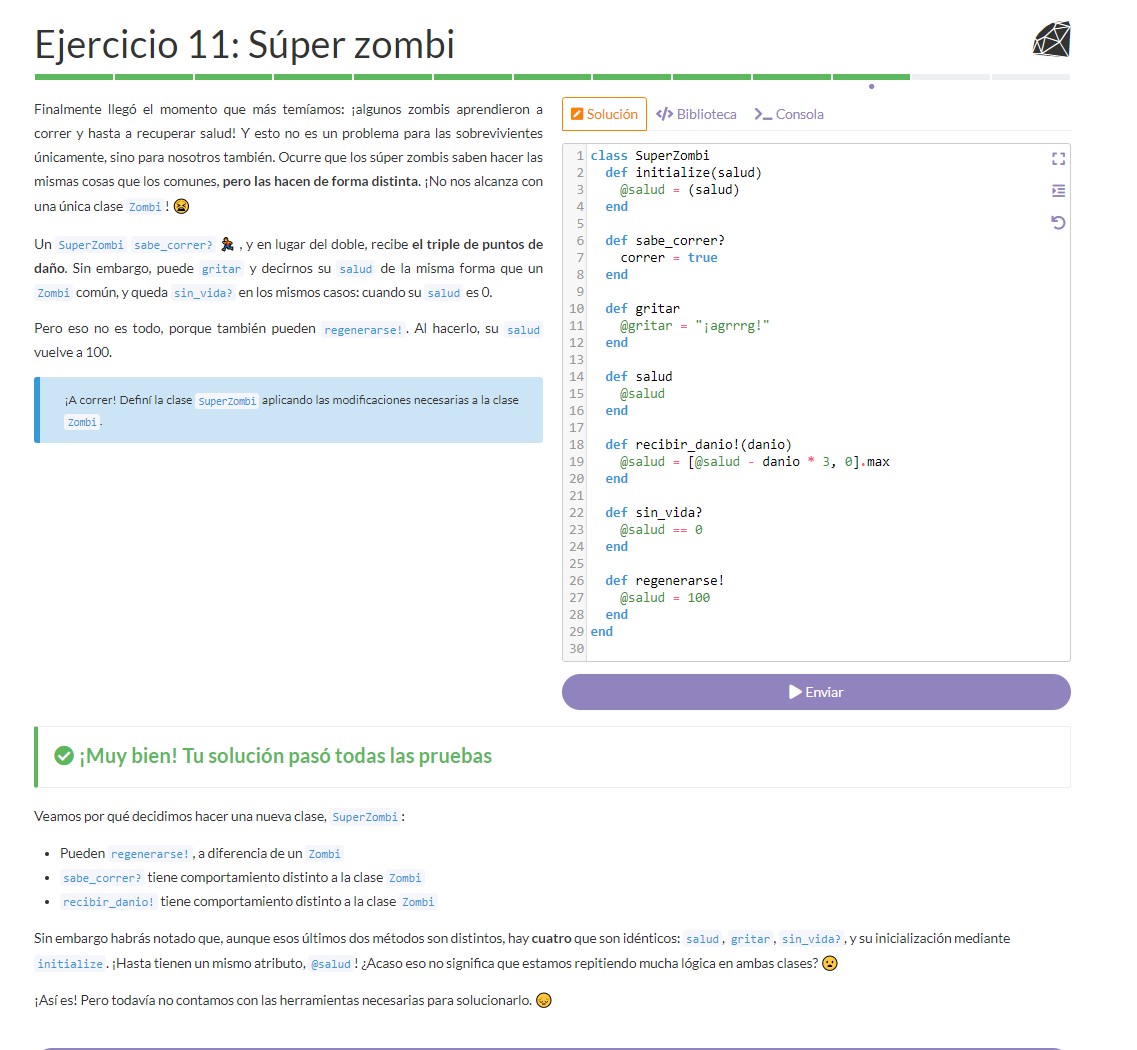 Ejercicio 11: Súper zombi
Finalmente llegó el momento que más temíamos: ¡algunos zombis aprendieron a
correr y hasta a recuperar salud! Y esto no es un problema para las sobrevivientes
únicamente, sino para nosotros también. Ocurre que los súper zombis saben hacer las
mismas cosas que los comunes, pero las hacen de forma distinta. ¡No nos alcanza con
una única clase Zombi!
Un SuperZombi sabe_correr? , y en lugar del doble, recibe el triple de puntos de
daño. Sin embargo, puede gritar y decirnos su salud de la misma forma que un
Zombi común, y queda sin_vida? en los mismos casos: cuando su salud es 0.
Pero eso no es todo, porque también pueden regenerarse!. Al hacerlo, su salud
vuelve a 100.
¡A correr! Definí la clase SuperZombi aplicando las modificaciones necesarias a la clase
Zombi.
Solución
Biblioteca
Consola
1 class SuperZombi
2   def initialize(salud)
3     @salud = (salud)
4   end
5
6   def sabe_correr?
7     correr = true
8   end
9
10   def gritar
11     @gritar = "¡agrrrg!"
12   end
13
14   def salud
15     @salud
16   end
17
18   def recibir_danio!(danio)
19     @salud = [@salud - danio * 3, 0].max
20   end
21
22   def sin_vida?
23     @salud == 0
24   end
25
26   def regenerarse!
27     @salud = 100
28   end
29 end
30
Enviar
¡Muy bien! Tu solución pasó todas las pruebas
Veamos por qué decidimos hacer una nueva clase, SuperZombi:
• Pueden regenerarse!, a diferencia de un Zombi
• sabe_correr? tiene comportamiento distinto a la clase Zombi
• recibir_danio! tiene comportamiento distinto a la clase Zombi
Sin embargo habrás notado que, aunque esos últimos dos métodos son distintos, hay cuatro que son idénticos: salud, gritar, sin_vida?, y su inicialización mediante
initialize. ¡Hasta tienen un mismo atributo, @salud! ¿Acaso eso no significa que estamos repitiendo mucha lógica en ambas clases?
¡Así es! Pero todavía no contamos con las herramientas necesarias para solucionarlo.